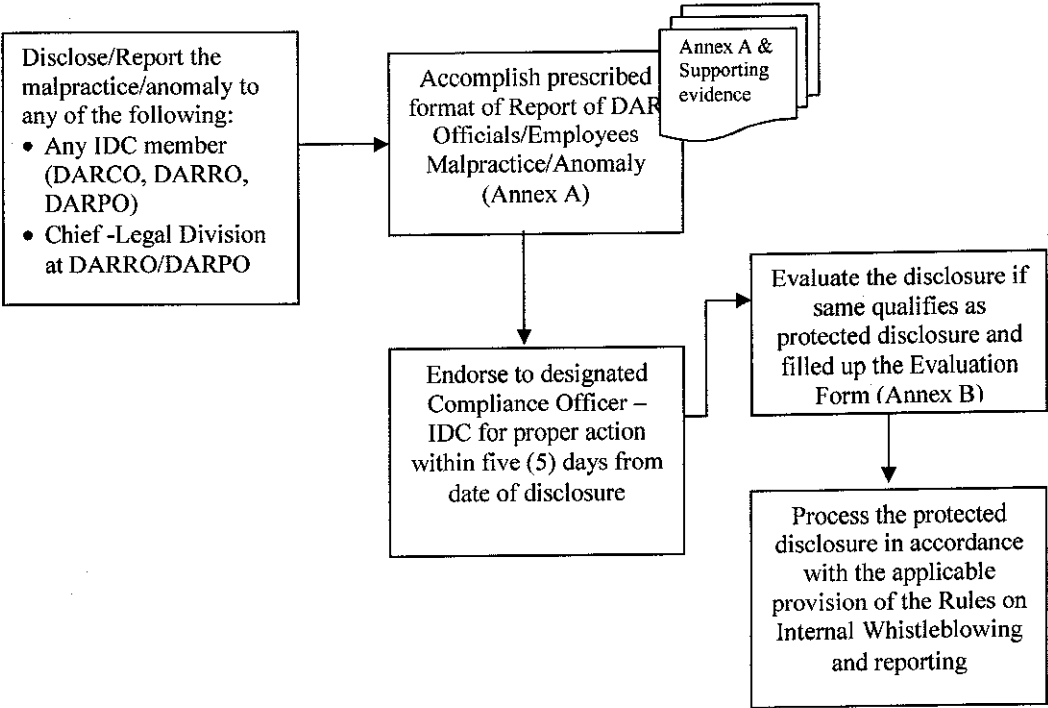 Disclose/Report the
malpractice/anomaly to
any of the following:
• Any IDC member
(DARCO, DARRO,
DARPO)
• Chief -Legal Division
at DARRO/DARPO
Accomplish prescribed
format of Report of DAR
Officials/Employees
Malpractice/Anomaly
(Annex A)
Annex A &
Supporting
evidence
Endorse to designated
Compliance Officer –
IDC for proper action
within five (5) days from
date of disclosure
Evaluate the disclosure if
same qualifies as
protected disclosure and
filled up the Evaluation
Form (Annex B)
Process the protected
disclosure in accordance
with the applicable
provision of the Rules on
Internal Whistleblowing
and reporting